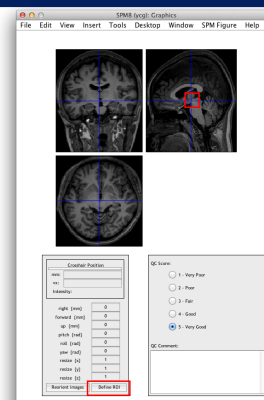 SPM8 (ycg): Graphics
File Edit View Insert Tools Desktop Window SPM Figure Help
Crosshair Position
mm:
vx:
Intensity:
right {mm} 0
forward {mm} 0
up {mm} 0
pitch {rad} 0
roll {rad} 0
yaw {rad} 0
resize {x} 1
resize {y} 1
resize {z} 1
Reorient images Define ROI
QC Score:
1 - Very Poor
2 - Poor
3 - Fair
4 - Good
5 - Very Good
QC Comment: